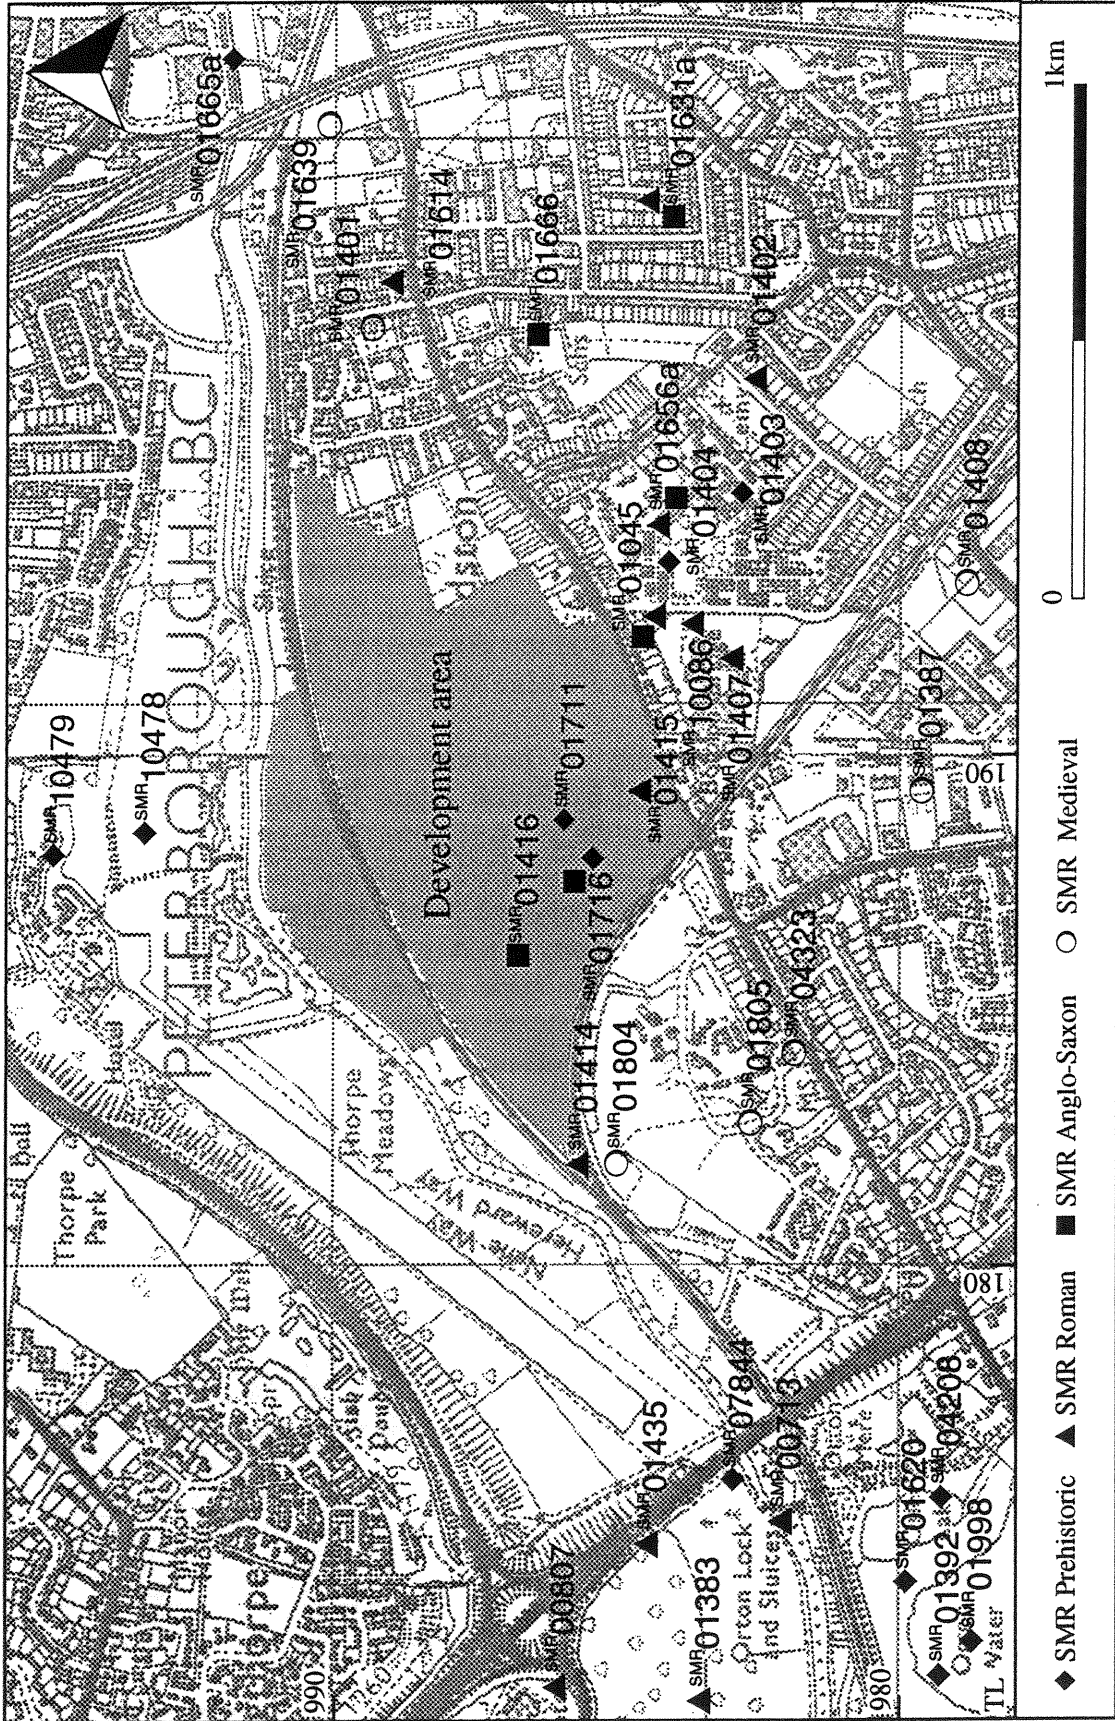 SMR 10479
SMR 10478
PETERBOROUGH L BC
SMR 01665a
SMR 01639
SMR 01401
SMR 01614
SMR 01666
SMR 01631a
SMR 01402
SMR 01656a
SMR 01404
SMR 01403
SMR 01045
SMR 10086
SMR 01407
SMR 01408
SMR 01387
Development area
SMR 01711
SMR 01415
SMR 01416
SMR 01716
SMR 01414
SMR 01804
SMR 01805
SMR 04323
Thorpe
Park
Thorpe
Meadows
Hereward Way
SMR 00807
SMR 01435
SMR 01383
SMR 07844
SMR 00713
Orton Lock
and Sluice
SMR 01620
SMR 04208
SMR 01392
SMR 01998
990
980
180
190
TL
Water
◆ SMR Prehistoric ▲ SMR Roman ■ SMR Anglo-Saxon ○ SMR Medieval
0 1km